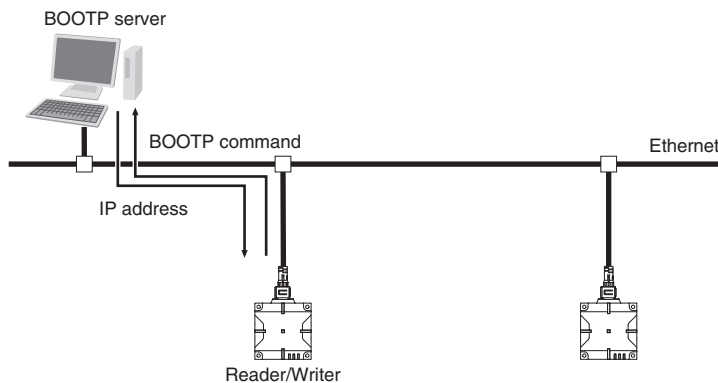 BOOTP server
BOOTP command
Ethernet
IP address
Reader/Writer